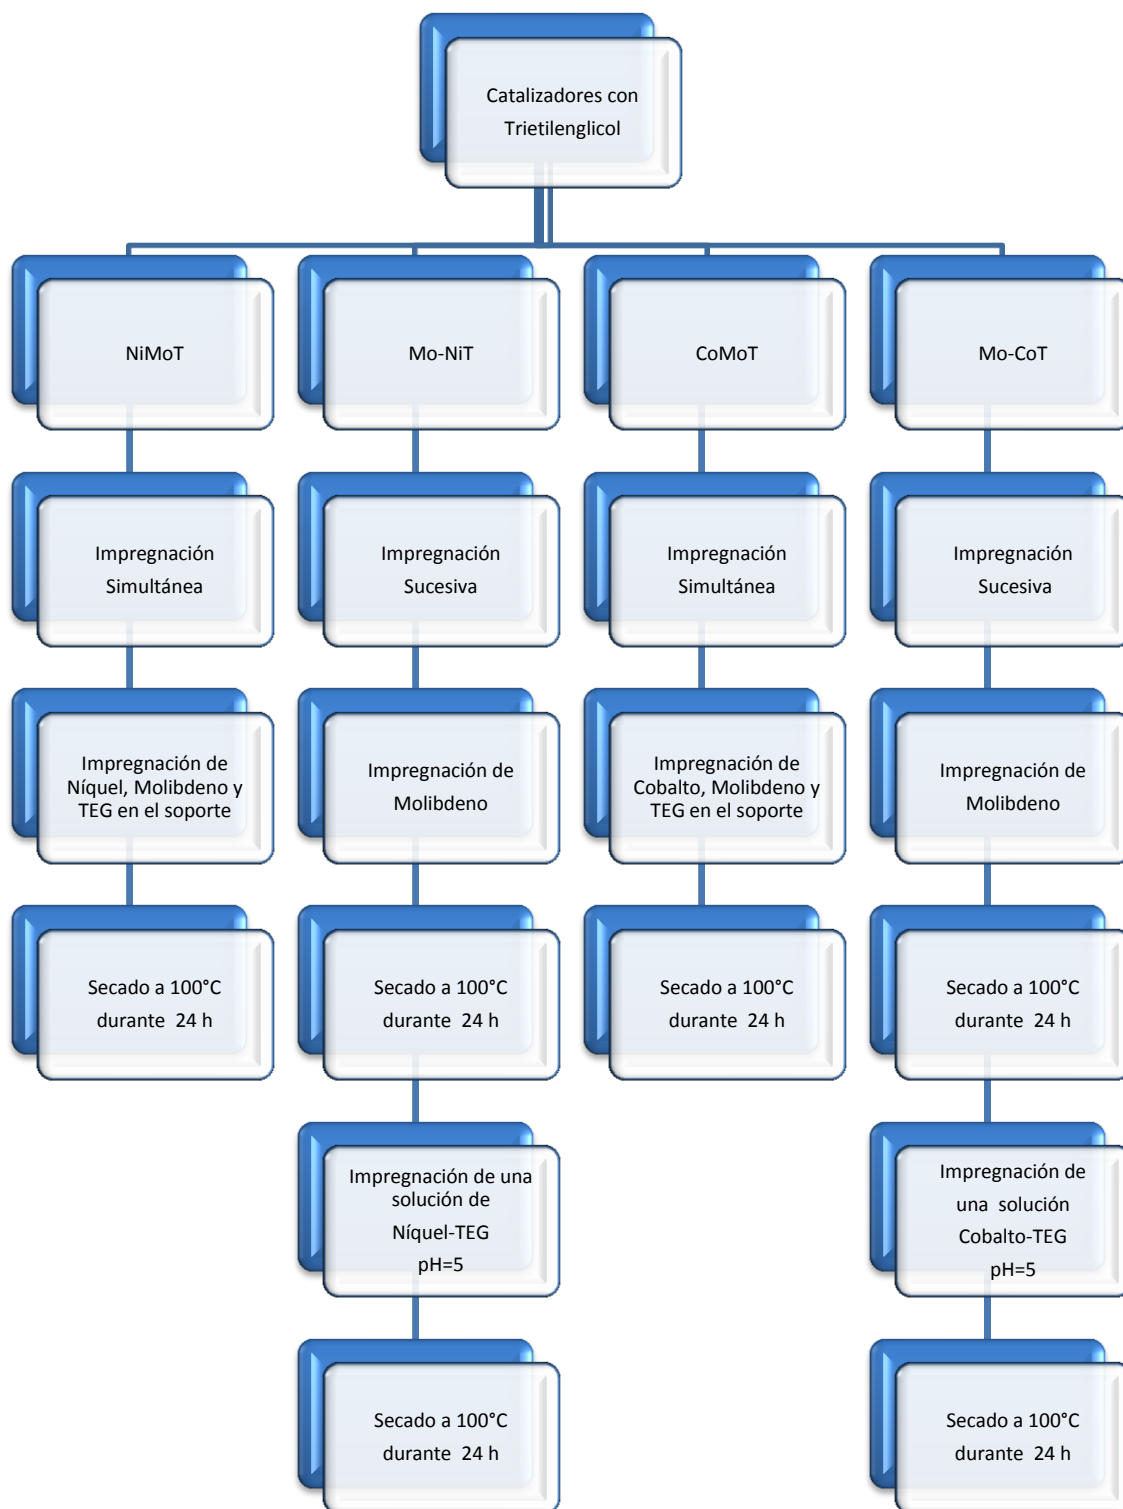 Catalizadores con
Trietilenglicol
NiMoT
Mo-NiT
CoMoT
Mo-CoT
Impregnación
Simultánea
Impregnación
Sucesiva
Impregnación
Simultánea
Impregnación
Sucesiva
Impregnación de
Níquel, Molibdeno y
TEG en el soporte
Impregnación de
Molibdeno
Impregnación de
Cobalto, Molibdeno y
TEG en el soporte
Impregnación de
Molibdeno
Secado a 100°C
durante 24 h
Secado a 100°C
durante 24 h
Secado a 100°C
durante 24 h
Secado a 100°C
durante 24 h
Impregnación de una
solución de
Níquel-TEG
pH=5
Impregnación de
una solución
Cobalto-TEG
pH=5
Secado a 100°C
durante 24 h
Secado a 100°C
durante 24 h